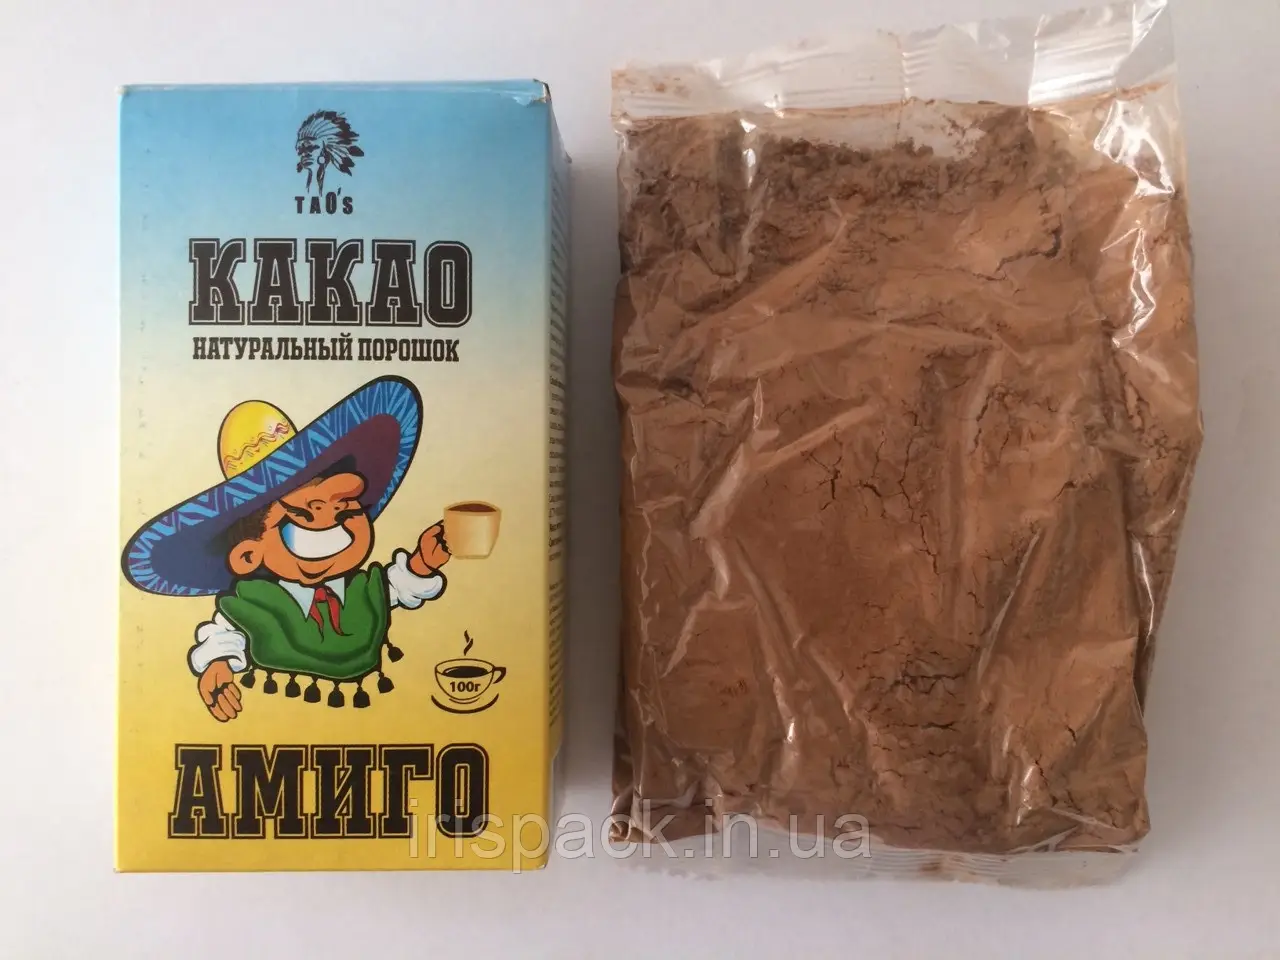 TAO'S
КАКАО
НАТУРАЛЬНЫЙ ПОРОШОК
100г
АМИГО
irispack.in.ua